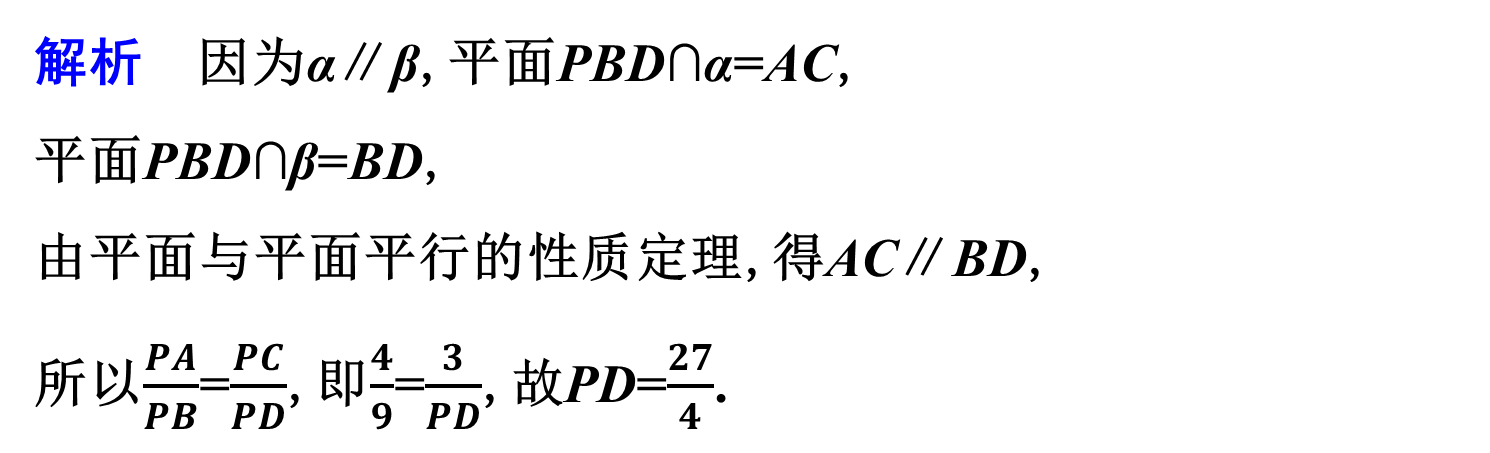 解析　因为α∥β, 平面PBD∩α=AC,
平面PBD∩β=BD,
由平面与平面平行的性质定理, 得AC∥BD,
所以PA/PB=PC/PD, 即4/9=3/PD, 故PD=27/4.